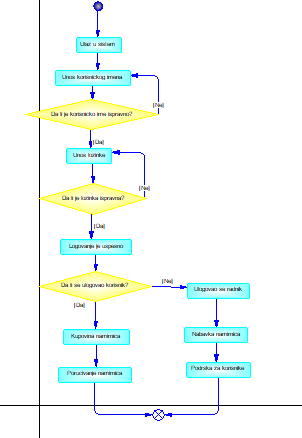 Ulaz u sistem
Unos korisnickog imena
[Ne]
Da li je korisnicko ime ispravno?
[Da]
Unos lozinke
[Ne]
Da li je lozinka ispravna?
[Da]
Logovanje je uspesno
[Ne]
Da li se ulogovao korisnik?
Ulogovao se radnik
[Da]
Kupovina namirnica
Nabavka namirnica
Porucivanje namirnica
Podrska za korisnika